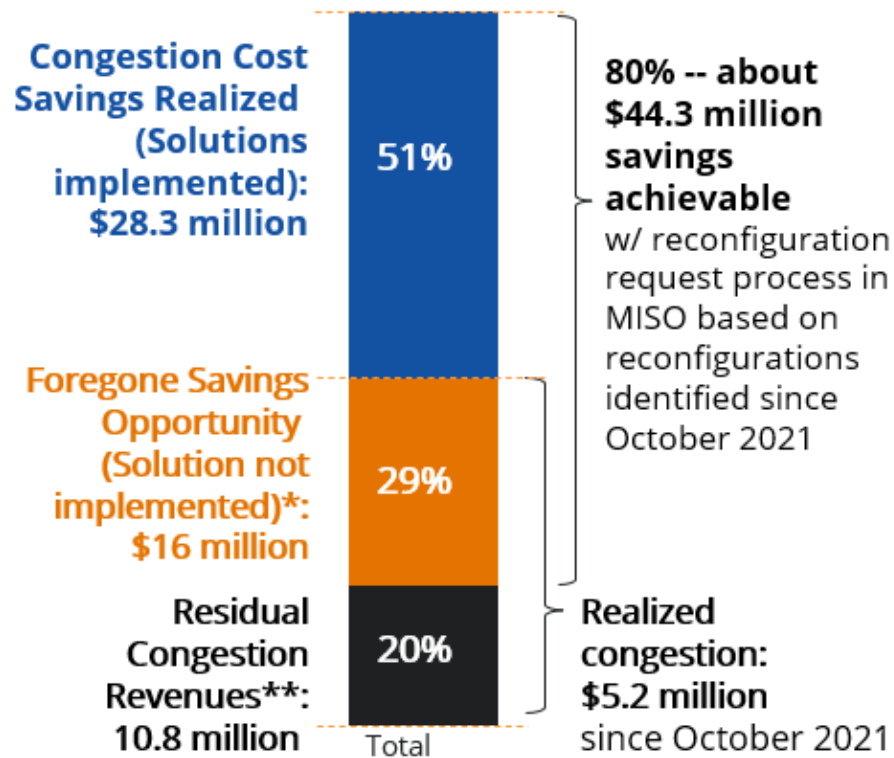 Congestion Cost
Savings Realized
(Solutions
implemented):
$28.3 million
51%
80% -- about
$44.3 million
savings
achievable
w/ reconfiguration
request process in
MISO based on
reconfigurations
identified since
October 2021
Foregone Savings
Opportunity
(Solution not
implemented)*:
$16 million
29%
Residual
Congestion
Revenues**:
10.8 million
20%
Realized
congestion:
$5.2 million
since October 2021
Total